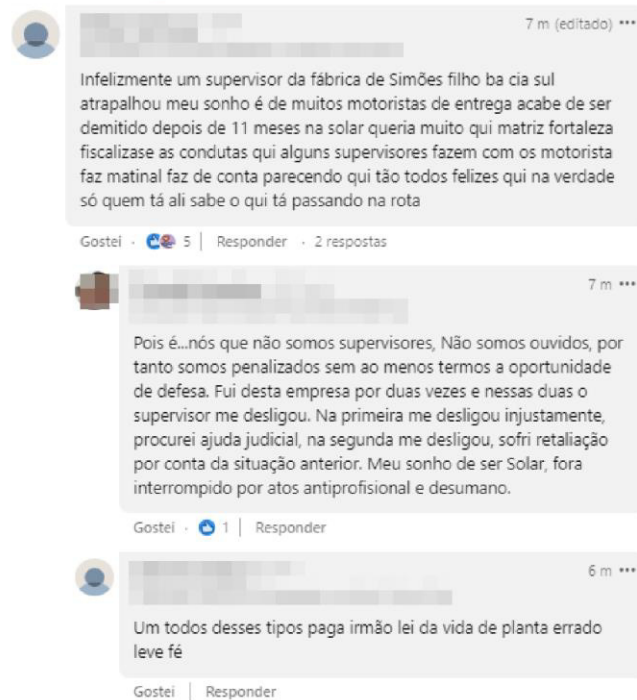 7 m (editado) •••
Infelizmente um supervisor da fábrica de Simões filho ba cia sul
atrapalhou meu sonho é de muitos motoristas de entrega acabe de ser
demitido depois de 11 meses na solar queria muito qui matriz fortaleza
fiscalizase as condutas qui alguns supervisores fazem com os motorista
faz matinal faz de conta parecendo qui tão todos felizes qui na verdade
só quem tá ali sabe o qui tá passando na rota
Gostei · 5 | Responder · 2 respostas
7 m •••
Pois é...nós que não somos supervisores, Não somos ouvidos, por
tanto somos penalizados sem ao menos termos a oportunidade
de defesa. Fui desta empresa por duas vezes e nessas duas o
supervisor me desligou. Na primeira me desligou injustamente,
procurei ajuda judicial, na segunda me desligou, sofri retaliação
por conta da situação anterior. Meu sonho de ser Solar, fora
interrompido por atos antiprofisional e desumano.
Gostei · 1 | Responder
6 m •••
Um todos desses tipos paga irmão lei da vida de planta errado
leve fé
Gostei | Responder